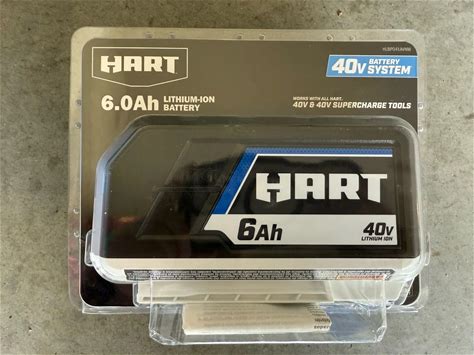 HART
6.0Ah LITHIUM-ION
BATTERY
40V BATTERY
SYSTEM™
WORKS WITH ALL HART
40V & 40V SUPERCHARGE TOOLS
HART
6Ah
40V
LITHIUM ION